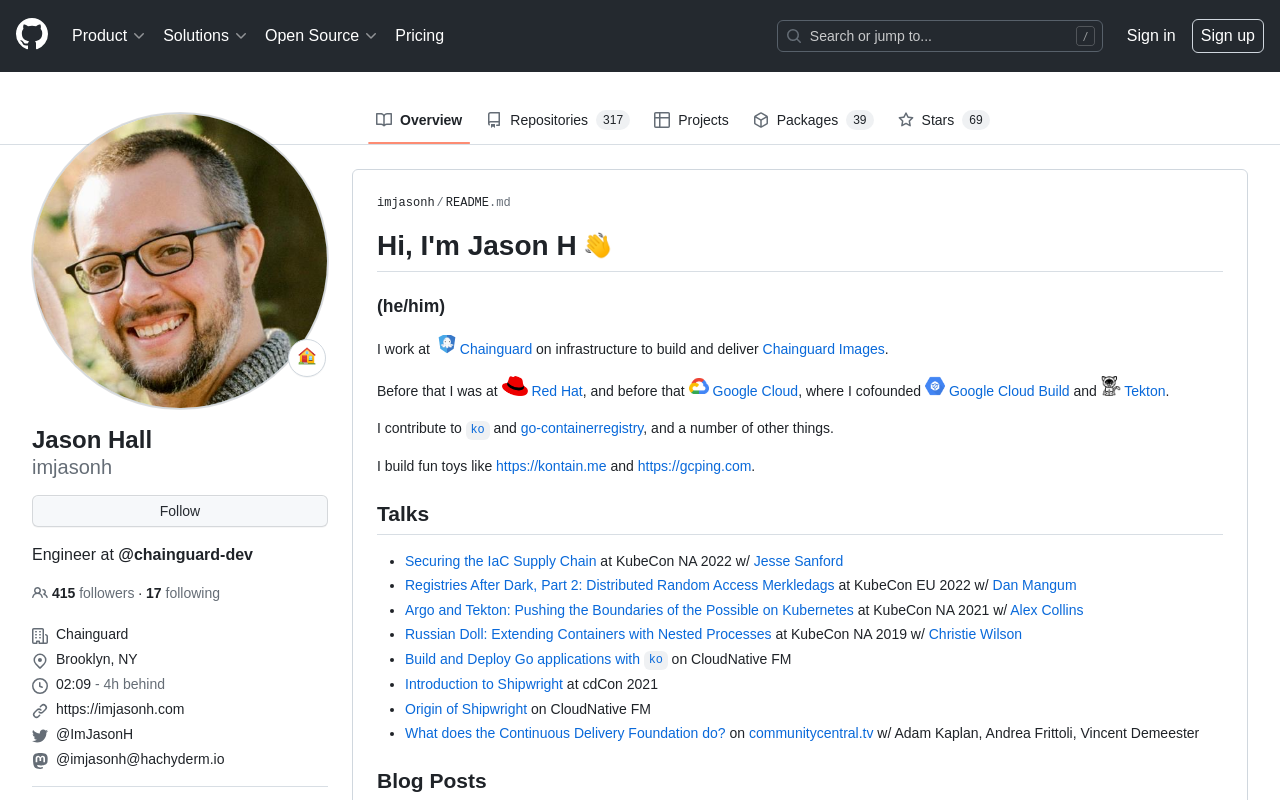 Product Solutions Open Source Pricing Search or jump to... / Sign in Sign up
Overview Repositories 317 Projects Packages 39 Stars 69
Jason Hall
imjasonh
Follow
Engineer at @chainguard-dev
415 followers · 17 following
Chainguard
Brooklyn, NY
02:09 - 4h behind
https://imjasonh.com
@ImJasonH
@imjasonh@hachyderm.io
imjasonh/README.md
Hi, I'm Jason H 👋
(he/him)
I work at Chainguard on infrastructure to build and deliver Chainguard Images.
Before that I was at Red Hat, and before that Google Cloud, where I cofounded Google Cloud Build and Tekton.
I contribute to ko and go-containerregistry, and a number of other things.
I build fun toys like https://kontain.me and https://gcping.com.
Talks
• Securing the IaC Supply Chain at KubeCon NA 2022 w/ Jesse Sanford
• Registries After Dark, Part 2: Distributed Random Access Merkledags at KubeCon EU 2022 w/ Dan Mangum
• Argo and Tekton: Pushing the Boundaries of the Possible on Kubernetes at KubeCon NA 2021 w/ Alex Collins
• Russian Doll: Extending Containers with Nested Processes at KubeCon NA 2019 w/ Christie Wilson
• Build and Deploy Go applications with ko on CloudNative FM
• Introduction to Shipwright at cdCon 2021
• Origin of Shipwright on CloudNative FM
• What does the Continuous Delivery Foundation do? on communitycentral.tv w/ Adam Kaplan, Andrea Frittoli, Vincent Demeester
Blog Posts